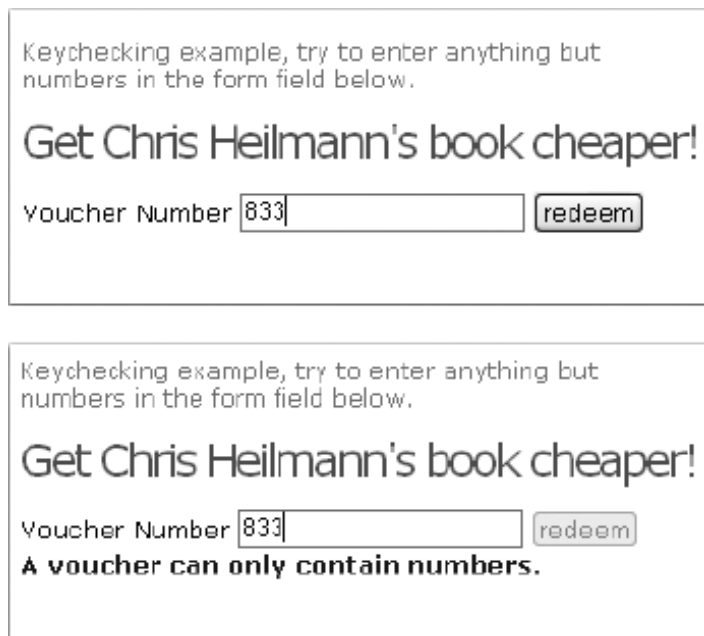 Keychecking example, try to enter anything but
numbers in the form field below.
Get Chris Heilmann's book cheaper!
Voucher Number 833 redeem
Keychecking example, try to enter anything but
numbers in the form field below.
Get Chris Heilmann's book cheaper!
Voucher Number 833 redeem
A voucher can only contain numbers.